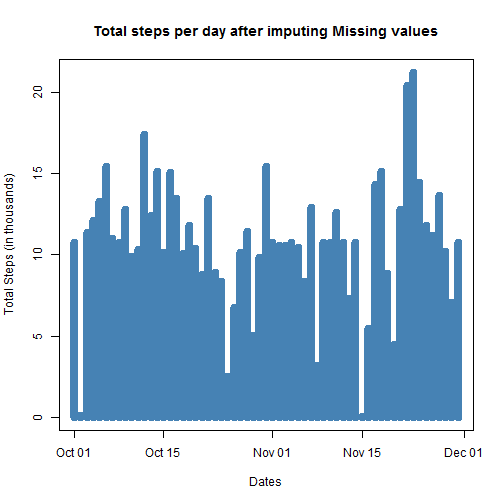 Total steps per day after imputing Missing values
Total Steps (in thousands)
20
15
10
5
0
Oct 01 Oct 15 Nov 01 Nov 15 Dec 01
Dates